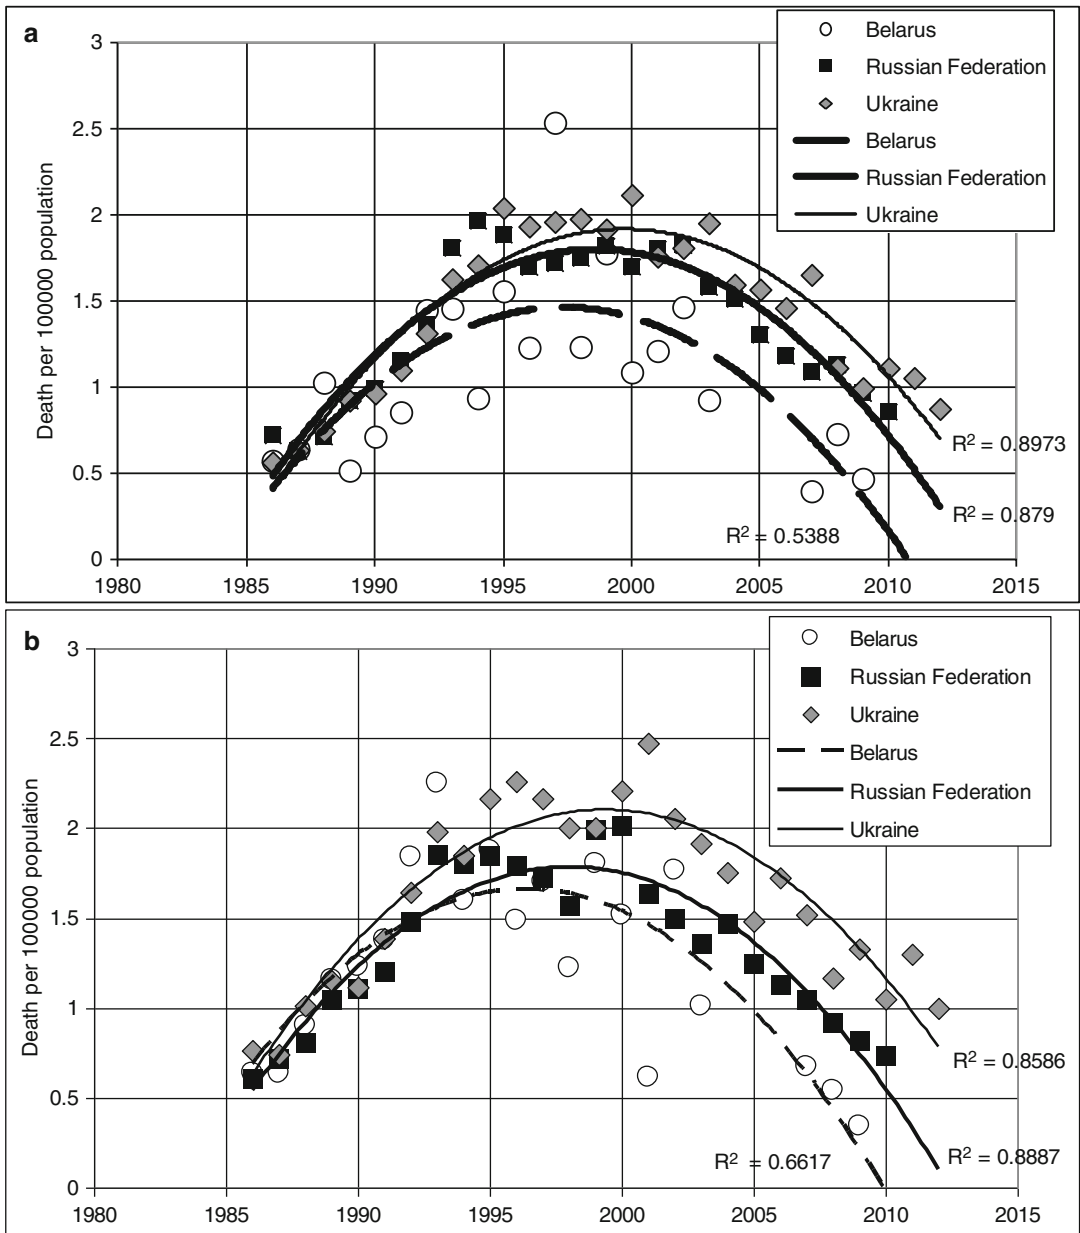 a
Belarus
Russian Federation
Ukraine
Belarus
Russian Federation
Ukraine
Death per 100000 population
3
2.5
2
1.5
1
0.5
0
R² = 0.8973
R² = 0.879
R² = 0.5388
1980 1985 1990 1995 2000 2005 2010 2015
b
Belarus
Russian Federation
Ukraine
Belarus
Russian Federation
Ukraine
Death per 100000 population
3
2.5
2
1.5
1
0.5
0
R² = 0.8586
R² = 0.8887
R² = 0.6617
1980 1985 1990 1995 2000 2005 2010 2015